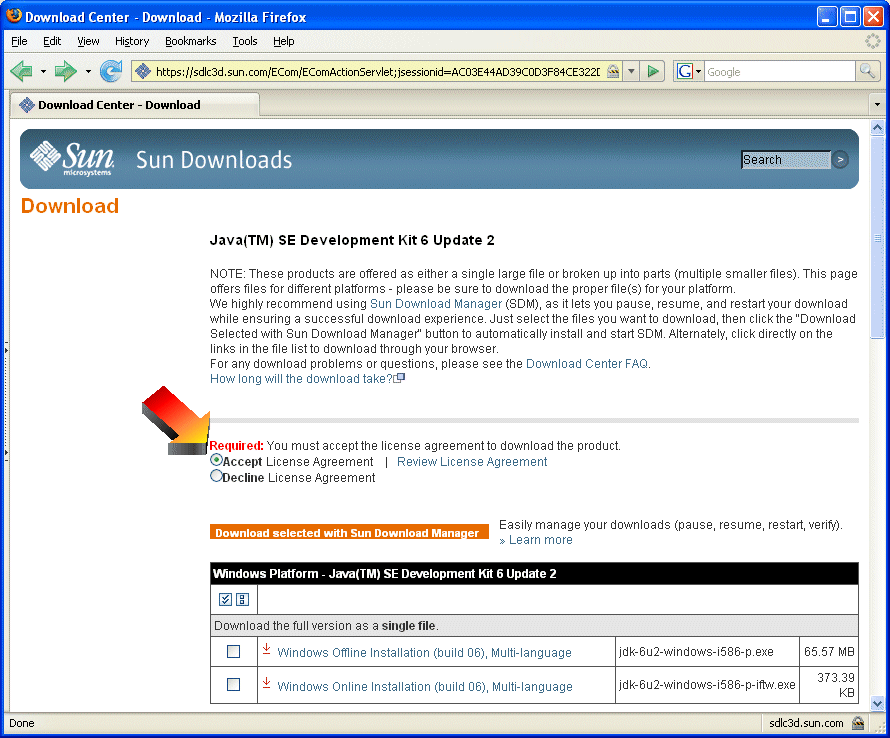 Download Center - Download - Mozilla Firefox
File Edit View History Bookmarks Tools Help
https://sdlc3d.sun.com/ECom/EComActionServlet;jsessionid=AC03E44AD39C0D3F84CE322D
G Google
Download Center - Download
Sun microsystems
Sun Downloads
Search
Download
Java(TM) SE Development Kit 6 Update 2
NOTE: These products are offered as either a single large file or broken up into parts (multiple smaller files). This page
offers files for different platforms - please be sure to download the proper file(s) for your platform.
We highly recommend using Sun Download Manager (SDM), as it lets you pause, resume, and restart your download
while ensuring a successful download experience. Just select the files you want to download, then click the "Download
Selected with Sun Download Manager" button to automatically install and start SDM. Alternately, click directly on the
links in the file list to download through your browser.
For any download problems or questions, please see the Download Center FAQ.
How long will the download take?
Required: You must accept the license agreement to download the product.
Accept License Agreement | Review License Agreement
Decline License Agreement
Download selected with Sun Download Manager
Easily manage your downloads (pause, resume, restart, verify).
» Learn more
Windows Platform - Java(TM) SE Development Kit 6 Update 2
Download the full version as a single file.
Windows Offline Installation (build 06), Multi-language jdk-6u2-windows-i586-p.exe 65.57 MB
Windows Online Installation (build 06), Multi-language jdk-6u2-windows-i586-p-iftw.exe 373.39
KB
Done
sdlc3d.sun.com